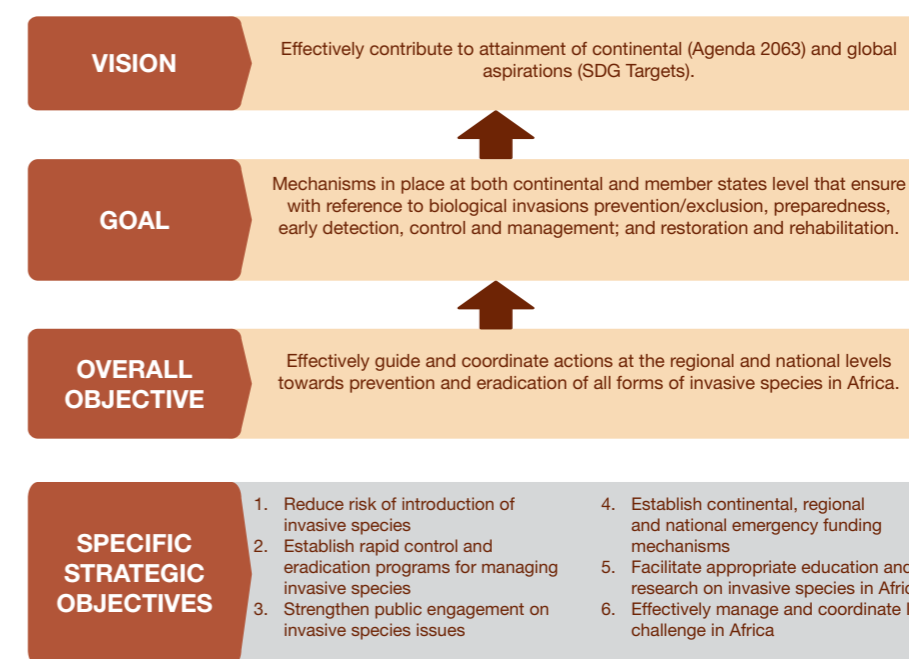 VISION
Effectively contribute to attainment of continental (Agenda 2063) and global
aspirations (SDG Targets).
GOAL
Mechanisms in place at both continental and member states level that ensure
with reference to biological invasions prevention/exclusion, preparedness,
early detection, control and management; and restoration and rehabilitation.
OVERALL
OBJECTIVE
Effectively guide and coordinate actions at the regional and national levels
towards prevention and eradication of all forms of invasive species in Africa.
SPECIFIC
STRATEGIC
OBJECTIVES
1. Reduce risk of introduction of
invasive species
2. Establish rapid control and
eradication programs for managing
invasive species
3. Strengthen public engagement on
invasive species issues
4. Establish continental, regional
and national emergency funding
mechanisms
5. Facilitate appropriate education and
research on invasive species in
6. Effectively manage and coordinate
challenge in Africa